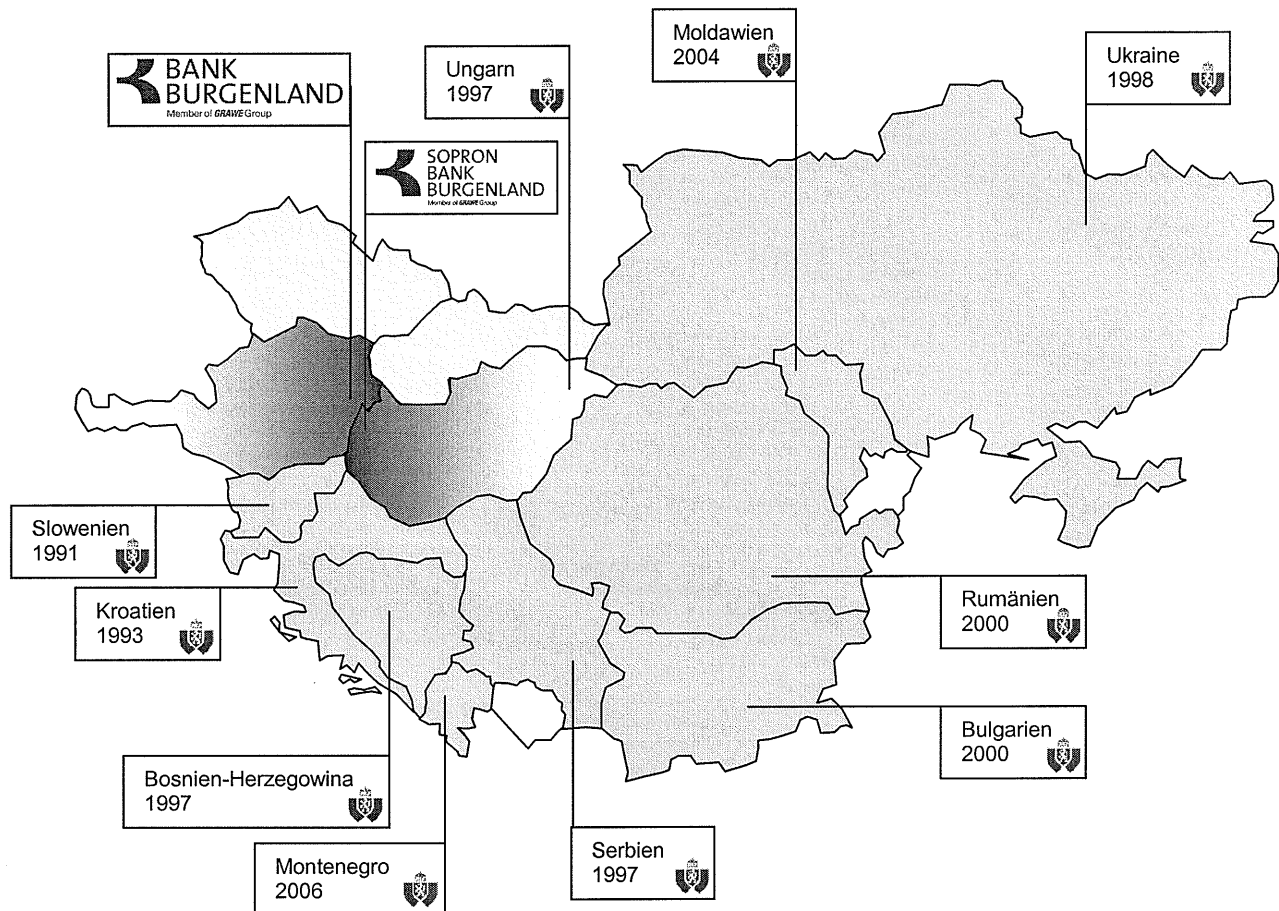 BANK
BURGENLAND
Member of GRAWE Group
SOPRON
BANK
BURGENLAND
Member of GRAWE Group
Ungarn
1997
Moldawien
2004
Ukraine
1998
Slowenien
1991
Kroatien
1993
Rumänien
2000
Bulgarien
2000
Bosnien-Herzegowina
1997
Montenegro
2006
Serbien
1997